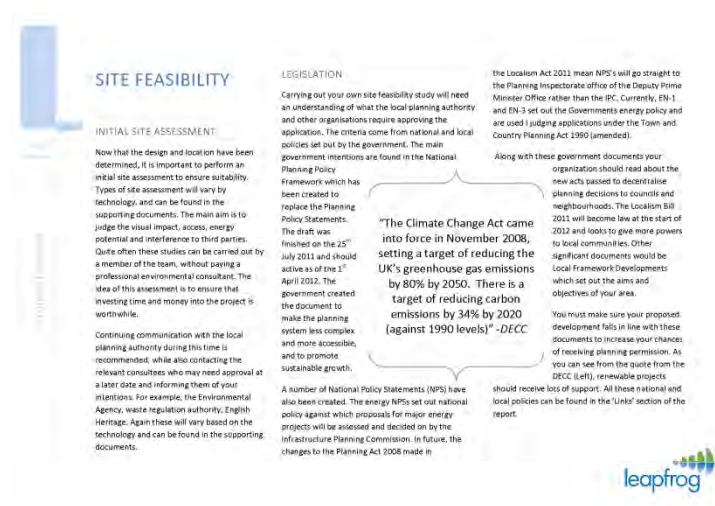 SITE FEASIBILITY
INITIAL SITE ASSESSMENT
Now that the design and location have been
determined, it is important to perform an
initial site assessment to ensure suitability.
Types of site assessment will vary by
technology, and can be found in the
supporting documents. The main aim is to
judge the visual impact, access, energy
potential and interference to third parties.
Quite often these studies can be carried out by
a member of the team, without paying a
professional environmental consultant. The
idea of this assessment is to ensure that
investing time and money into the project is
worthwhile.
Continuing communication with the local
planning authority during this time is
recommended, while also contacting the
relevant consultees who may need approval at
a later date and informing them of your
intentions. For example, the Environmental
Agency, waste regulation authority, English
Heritage. Again these will vary based on the
technology and can be found in the supporting
documents.
LEGISLATION
Carrying out your own site feasibility study will need
an understanding of what the local planning authority
and other organisations require approving the
application. The criteria come from national and local
policies set out by the government. The main
government intentions are found in the National
Planning Policy
Framework which has
been created to
replace the Planning
Policy Statements.
The draft was
finished on the 25th
July 2011 and should
active as of the 1st
April 2012. The
government created
the document to
make the planning
system less complex
and more accessible,
and to promote
sustainable growth.
A number of National Policy Statements (NPS) have
also been created. The energy NPSs set out national
policy against which proposals for major energy
projects will be assessed and decided on by the
Infrastructure Planning Commission. In future, the
changes to the Planning Act 2008 made in
"The Climate Change Act came
into force in November 2008,
setting a target of reducing the
UK's greenhouse gas emissions
by 80% by 2050. There is a
target of reducing carbon
emissions by 34% by 2020
(against 1990 levels)" -DECC
the Localism Act 2011 mean NPS's will go straight to
the Planning Inspectorate office of the Deputy Prime
Minister Office rather than the IPC. Currently, EN-1
and EN-3 set out the Governments energy policy and
are used I judging applications under the Town and
Country Planning Act 1990 (amended).
Along with these government documents your
organization should read about the
new acts passed to decentralise
planning decisions to councils and
neighbourhoods. The Localism Bill
2011 will become law at the start of
2012 and looks to give more powers
to local communities. Other
significant documents would be
Local Framework Developments
which set out the aims and
objectives of your area.
You must make sure your proposed
development falls in line with these
documents to increase your chances
of receiving planning permission. As
you can see from the quote from the
DECC (Left), renewable projects
should receive lots of support. All these national and
local policies can be found in the 'Links' section of the
report.
leapfrog